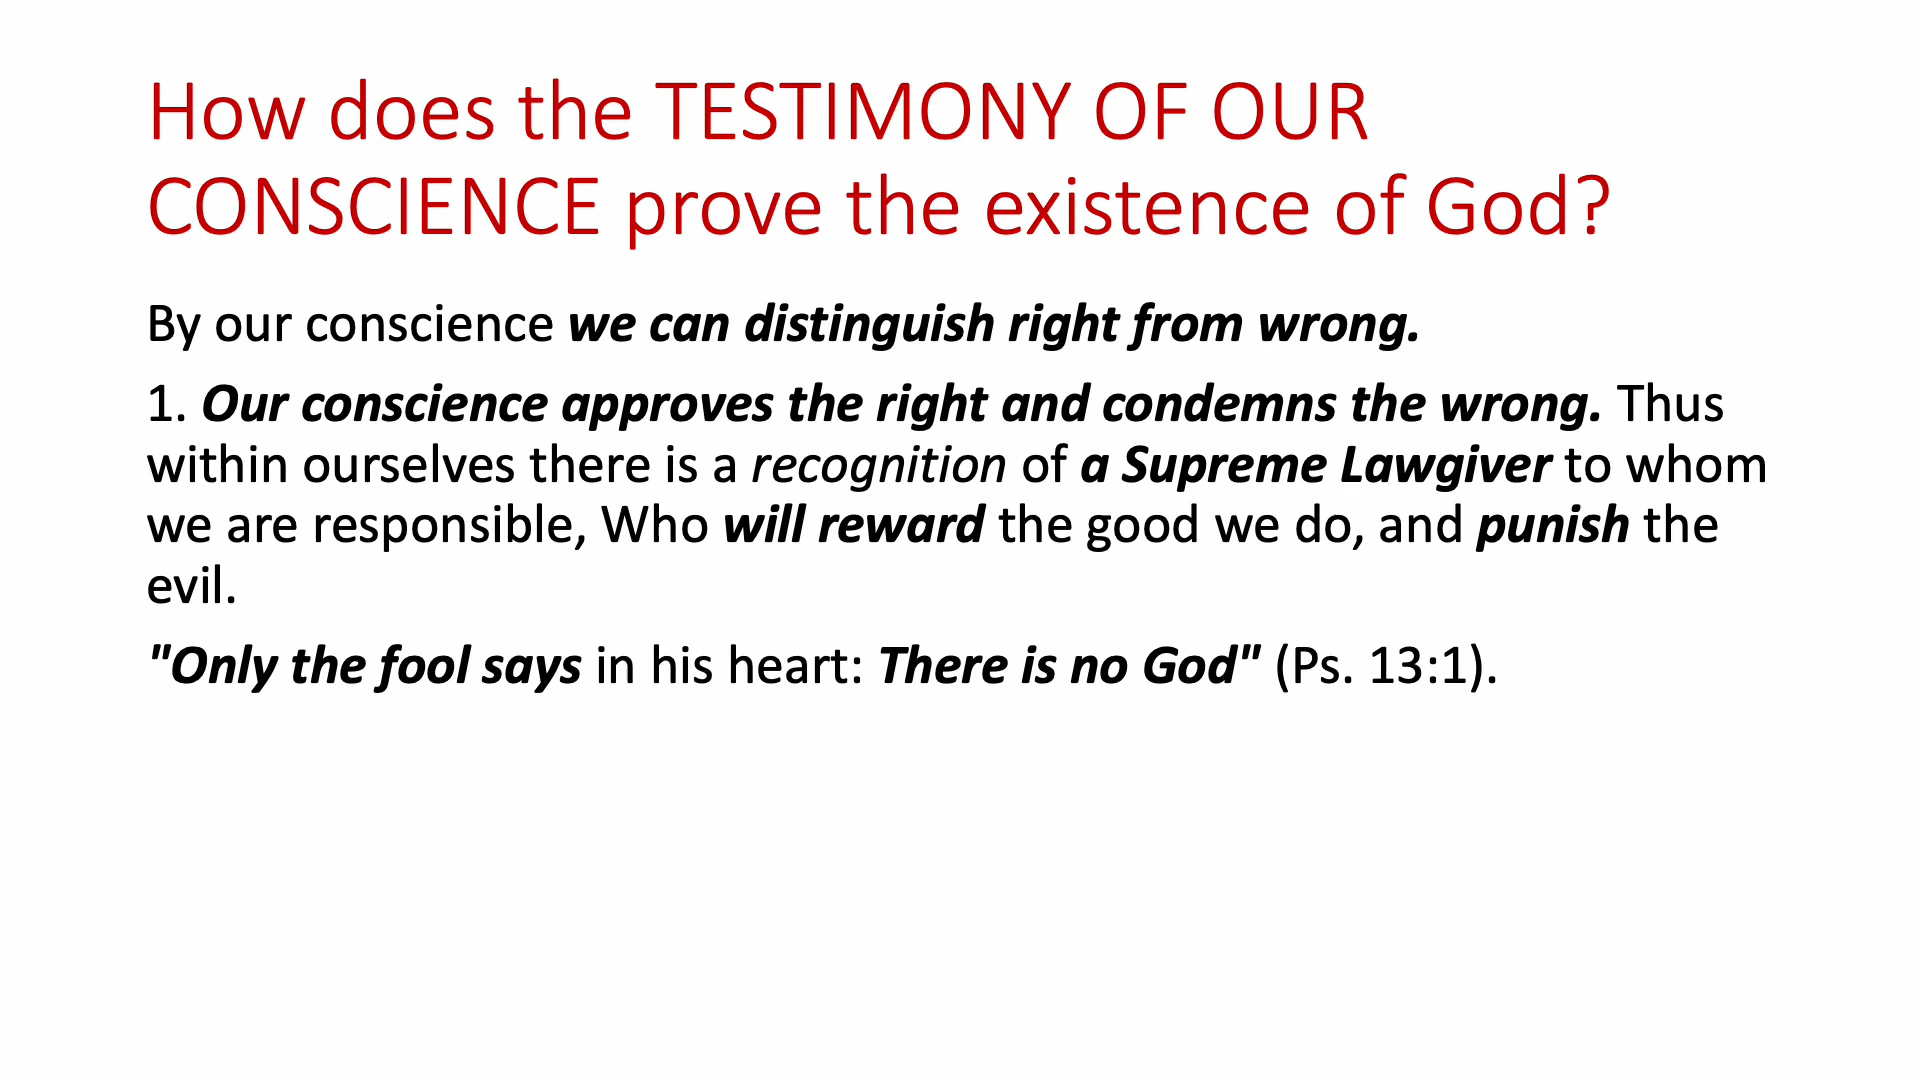 How does the TESTIMONY OF OUR
CONSCIENCE prove the existence of God?
By our conscience we can distinguish right from wrong.
1. Our conscience approves the right and condemns the wrong. Thus
within ourselves there is a recognition of a Supreme Lawgiver to whom
we are responsible, Who will reward the good we do, and punish the
evil.
"Only the fool says in his heart: There is no God" (Ps. 13:1).